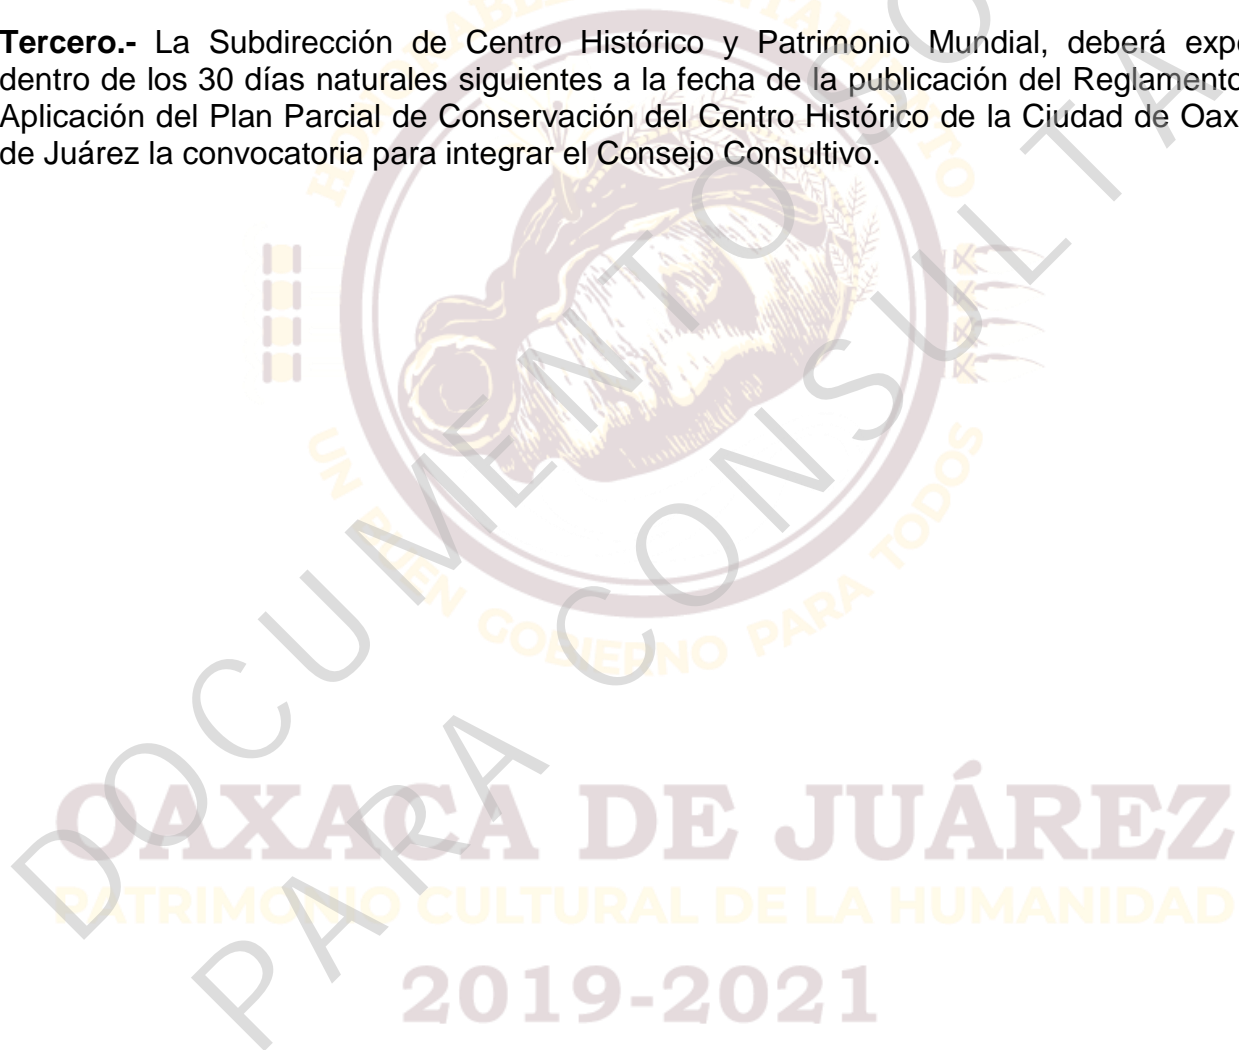 Tercero.- La Subdirección de Centro Histórico y Patrimonio Mundial, deberá
dentro de los 30 días naturales siguientes a la fecha de la publicación del Reglamento
Aplicación del Plan Parcial de Conservación del Centro Histórico de la Ciudad de
de Juárez la convocatoria para integrar el Consejo Consultivo.
UN BUEN GOBIERNO PARA TODOS
OAXACA DE JUÁREZ
PATRIMONIO CULTURAL DE LA HUMANIDAD
2019-2021
DOCUMENTO
PARA CONSULTA